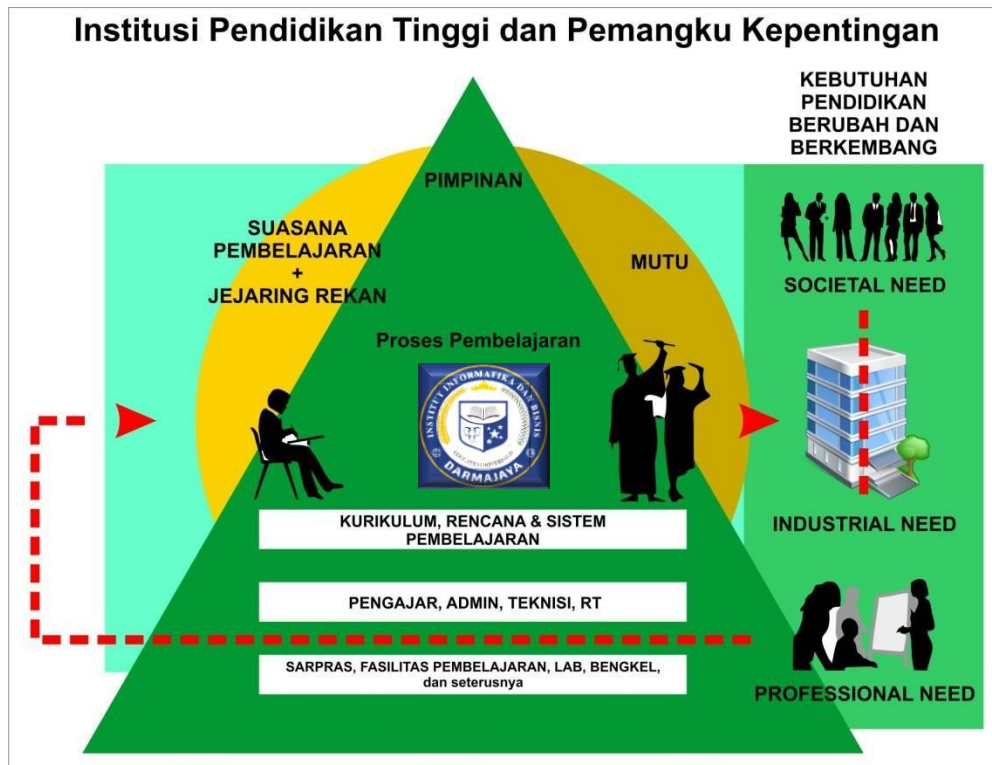 Institusi Pendidikan Tinggi dan Pemangku Kepentingan
KEBUTUHAN
PENDIDIKAN
BERUBAH DAN
BERKEMBANG
PIMPINAN
SUASANA
PEMBELAJARAN
+
JEJARING REKAN
MUTU
SOCIETAL NEED
Proses Pembelajaran
INSTITUT INFORMATIKA DAN BISNIS
DARMAJAYA
INDUSTRIAL NEED
KURIKULUM, RENCANA & SISTEM
PEMBELAJARAN
PENGAJAR, ADMIN, TEKNISI, RT
SARPRAS, FASILITAS PEMBELAJARAN, LAB, BENGKEL,
dan seterusnya
PROFESSIONAL NEED